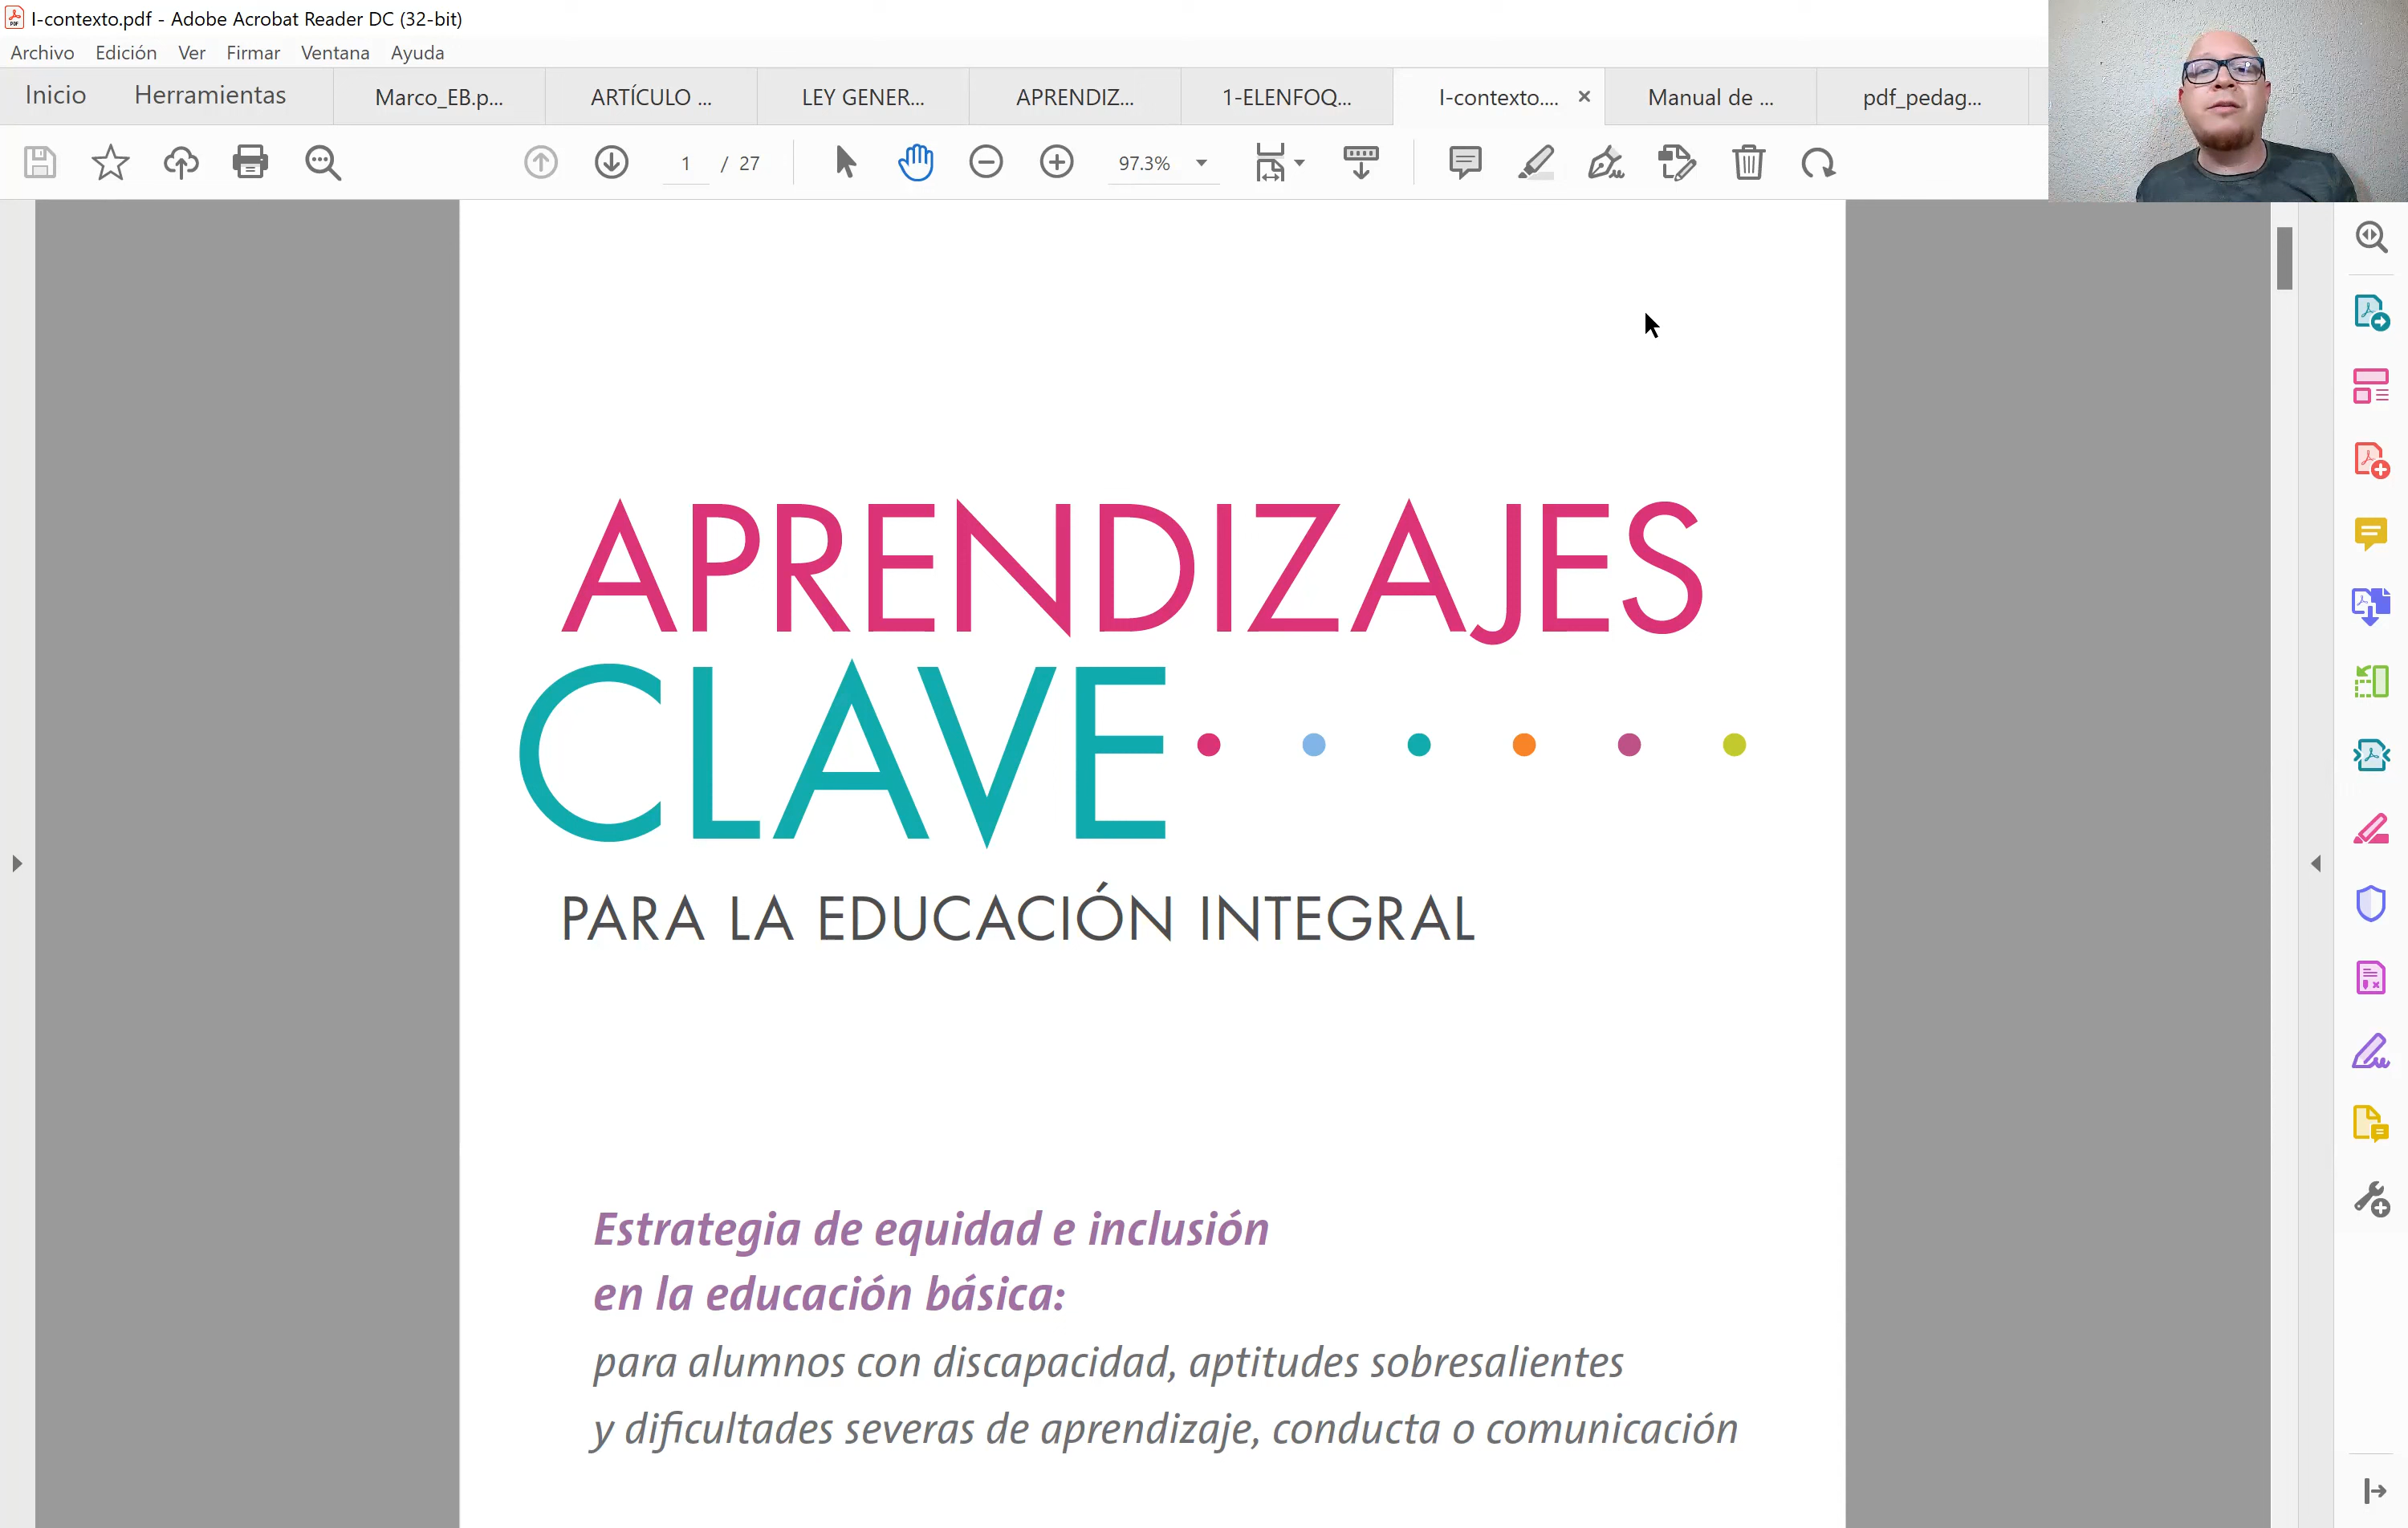 I-contexto.pdf - Adobe Acrobat Reader DC (32-bit)
Archivo Edición Ver Firmar Ventana Ayuda
Inicio Herramientas Marco_EB.p... ARTÍCULO ... LEY GENER... APRENDIZ... 1-ELENFOQ... I-contexto.... × Manual de ... pdf_pedag...
1 / 27 97.3%
APRENDIZAJES
CLAVE
PARA LA EDUCACIÓN INTEGRAL
Estrategia de equidad e inclusión
en la educación básica:
para alumnos con discapacidad, aptitudes sobresalientes
y dificultades severas de aprendizaje, conducta o comunicación